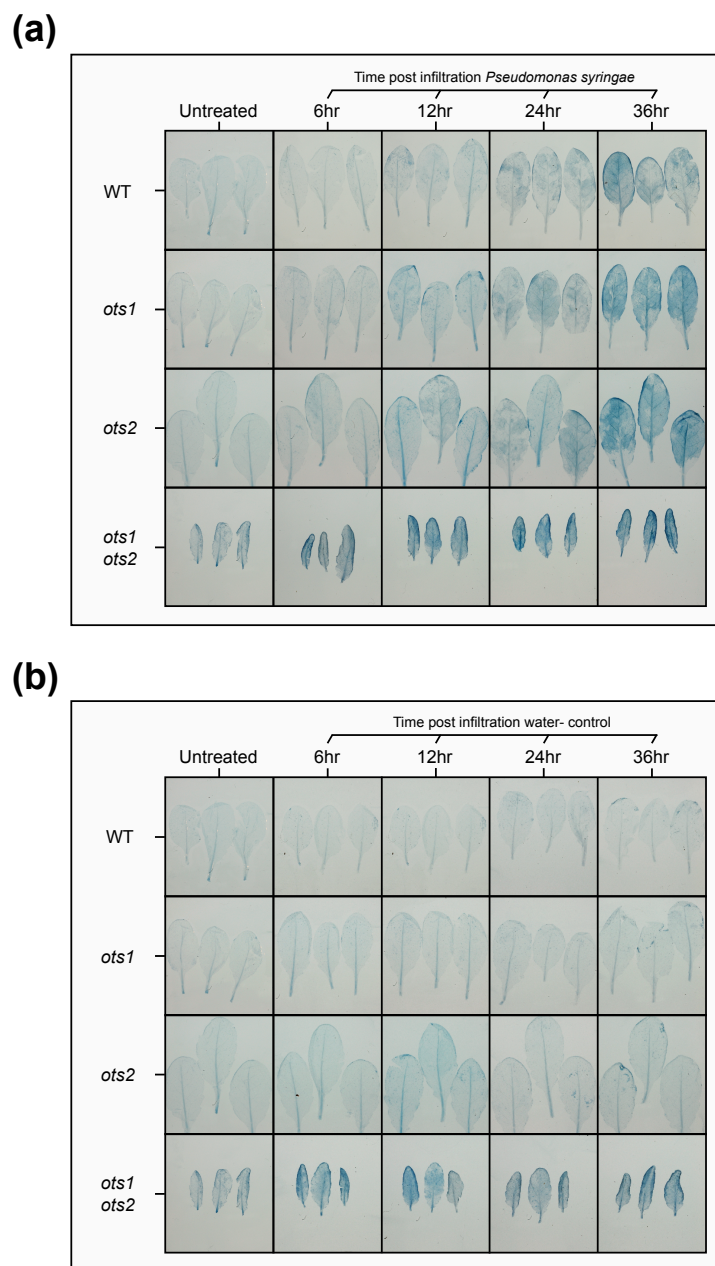 (a)
Time post infiltration Pseudomonas syringae
Untreated 6hr 12hr 24hr 36hr
WT
ots1
ots2
ots1
ots2
(b)
Time post infiltration water- control
Untreated 6hr 12hr 24hr 36hr
WT
ots1
ots2
ots1
ots2